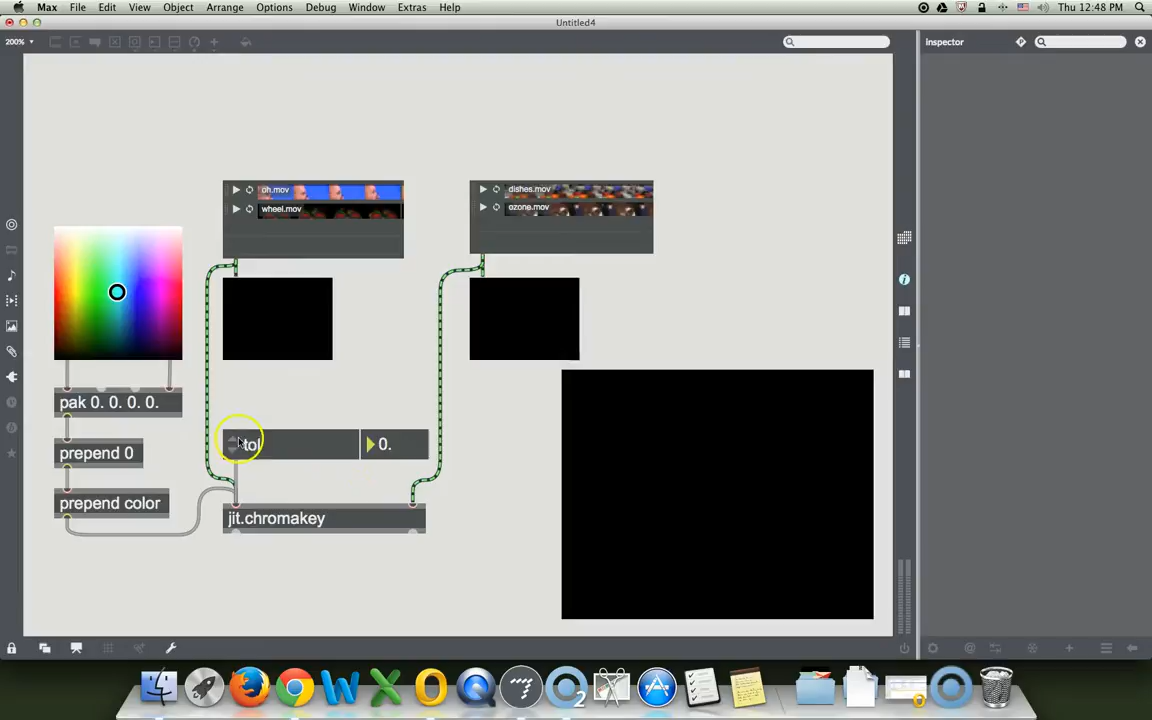 Max File Edit View Object Arrange Options Debug Window Extras Help Thu 12:48 PM
Untitled4
200%
inspector
oh.mov
wheel.mov
dishes.mov
ozone.mov
pak 0. 0. 0. 0.
tol
0.
prepend 0
prepend color
jit.chromakey
2